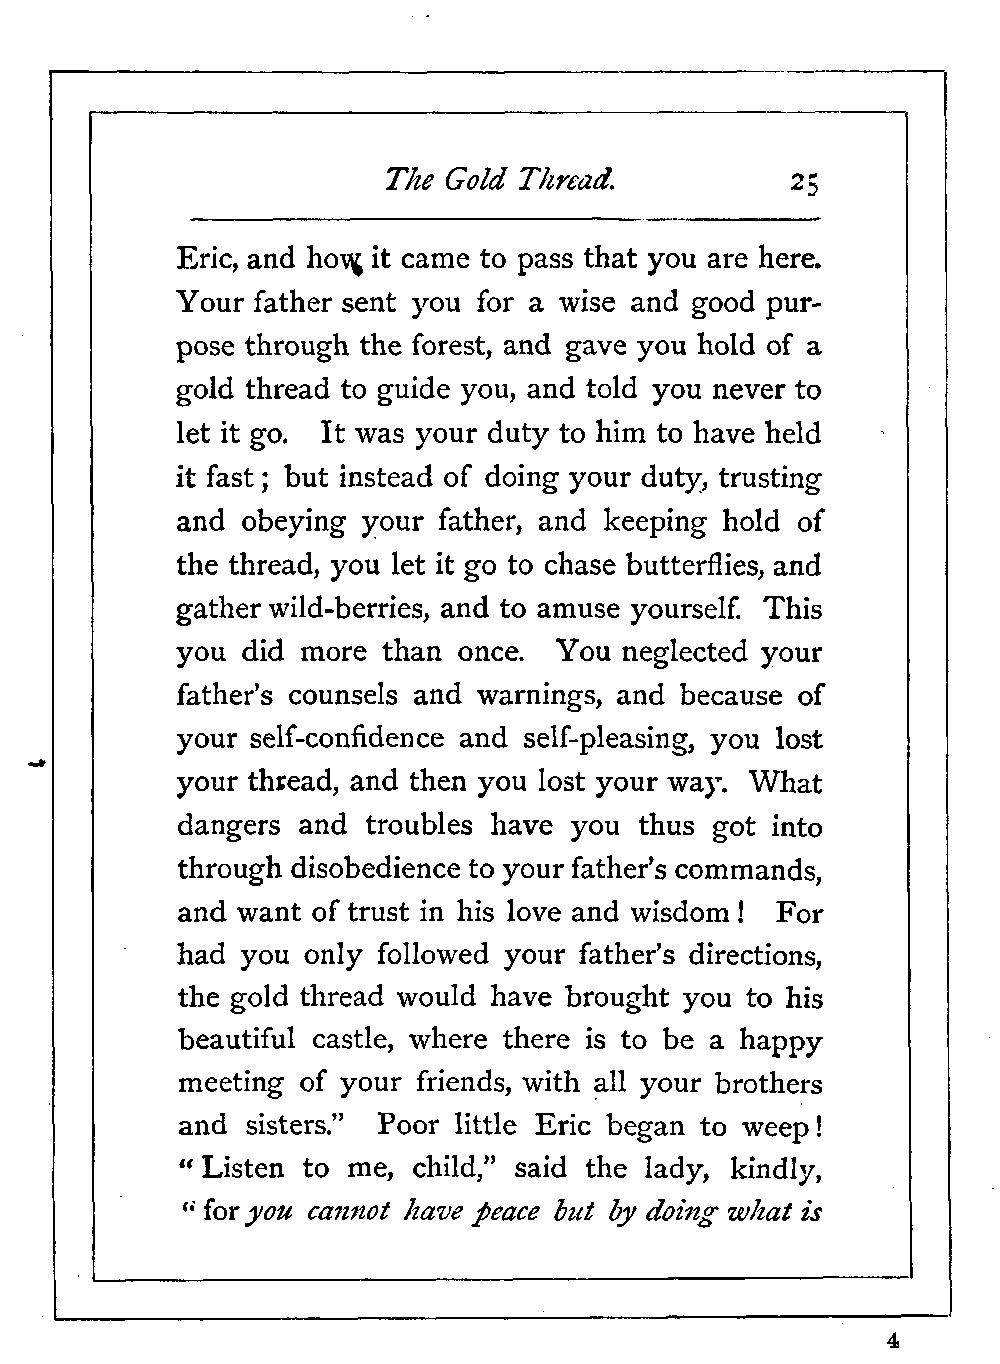 The Gold Thread. 25
Eric, and how it came to pass that you are here.
Your father sent you for a wise and good pur-
pose through the forest, and gave you hold of a
gold thread to guide you, and told you never to
let it go. It was your duty to him to have held
it fast; but instead of doing your duty, trusting
and obeying your father, and keeping hold of
the thread, you let it go to chase butterflies, and
gather wild-berries, and to amuse yourself. This
you did more than once. You neglected your
father's counsels and warnings, and because of
your self-confidence and self-pleasing, you lost
your thread, and then you lost your way. What
dangers and troubles have you thus got into
through disobedience to your father's commands,
and want of trust in his love and wisdom! For
had you only followed your father's directions,
the gold thread would have brought you to his
beautiful castle, where there is to be a happy
meeting of your friends, with all your brothers
and sisters." Poor little Eric began to weep!
"Listen to me, child," said the lady, kindly,
"for you cannot have peace but by doing what is
4